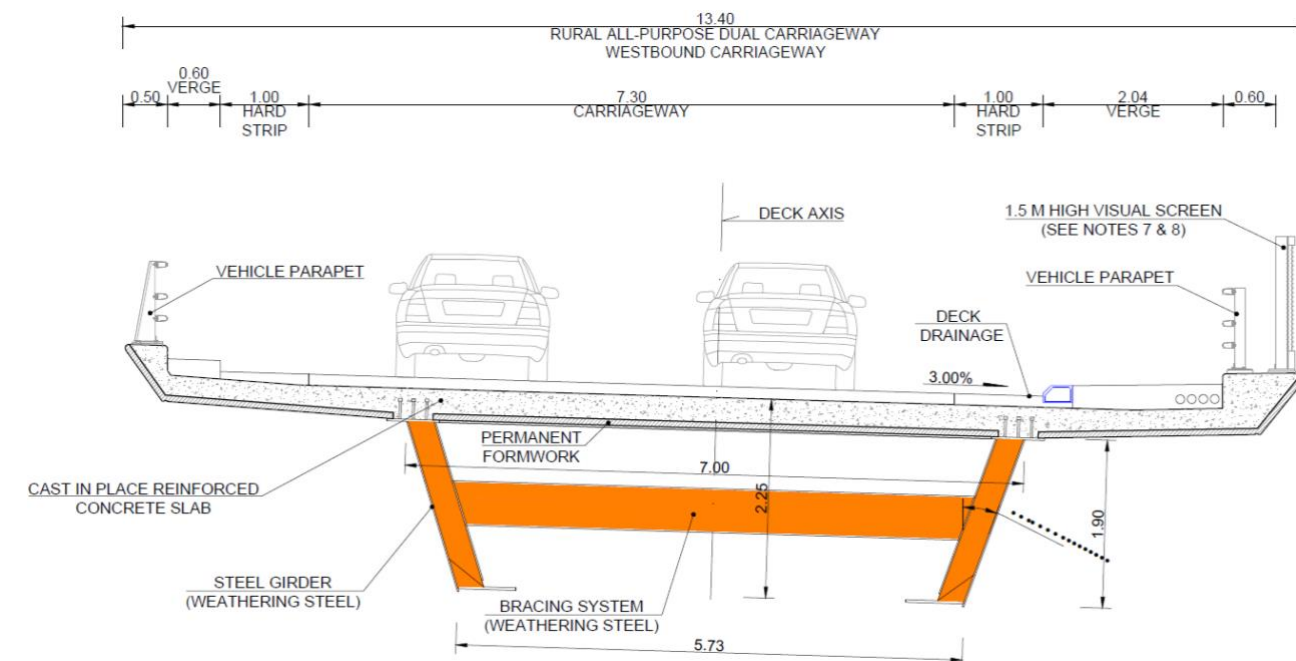 13.40
RURAL ALL-PURPOSE DUAL CARRIAGEWAY
WESTBOUND CARRIAGEWAY
0.50
0.60
VERGE
1.00
HARD
STRIP
7.30
CARRIAGEWAY
1.00
HARD
STRIP
2.04
VERGE
0.60
DECK AXIS
1.5 M HIGH VISUAL SCREEN
(SEE NOTES 7 & 8)
VEHICLE PARAPET
VEHICLE PARAPET
DECK
DRAINAGE
3.00%
PERMANENT
FORMWORK
7.00
CAST IN PLACE REINFORCED
CONCRETE SLAB
2.25
1.90
STEEL GIRDER
(WEATHERING STEEL)
BRACING SYSTEM
(WEATHERING STEEL)
5.73